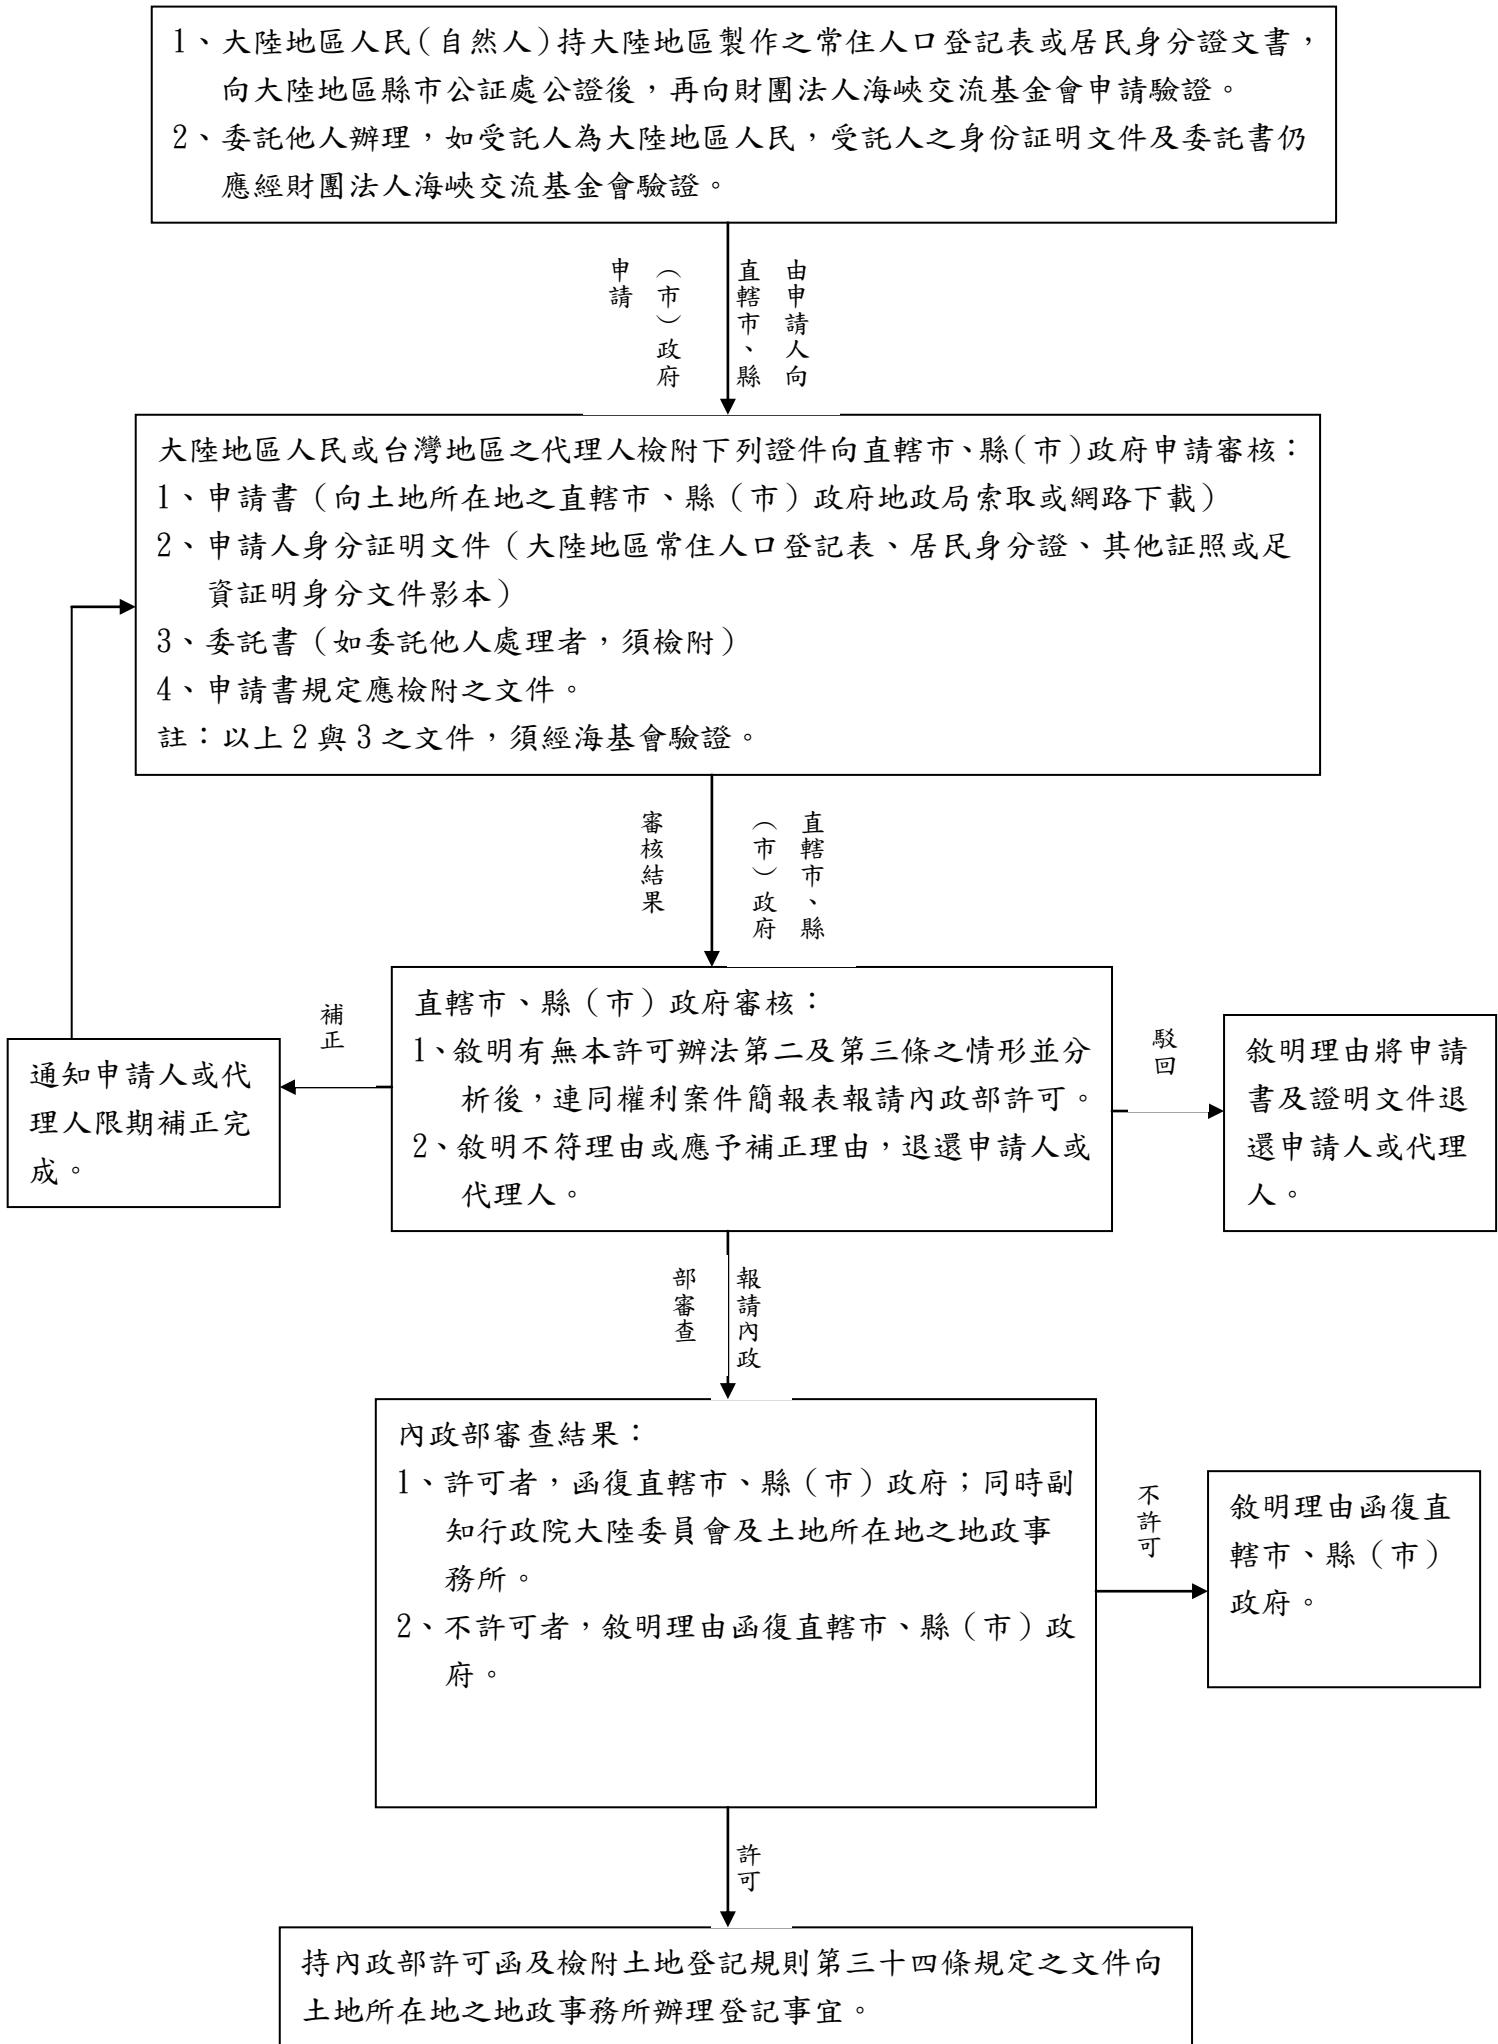 1、大陸地區人民(自然人)持大陸地區製作之常住人口登記表或居民身分證文書，
向大陸地區縣市公証處公證後，再向財團法人海峽交流基金會申請驗證。
2、委託他人辦理，如受託人為大陸地區人民，受託人之身份証明文件及委託書仍
應經財團法人海峽交流基金會驗證。
由申請人向
直轄市、縣
（市）政府
申請
大陸地區人民或台灣地區之代理人檢附下列證件向直轄市、縣(市)政府申請審核：
1、申請書（向土地所在地之直轄市、縣（市）政府地政局索取或網路下載）
2、申請人身分証明文件（大陸地區常住人口登記表、居民身分證、其他証照或足
資証明身分文件影本）
3、委託書（如委託他人處理者，須檢附）
4、申請書規定應檢附之文件。
註：以上2與3之文件，須經海基會驗證。
直轄市、縣
（市）政府
審核結果
直轄市、縣（市）政府審核：
1、敘明有無本許可辦法第二及第三條之情形並分
析後，連同權利案件簡報表報請內政部許可。
2、敘明不符理由或應予補正理由，退還申請人或
代理人。
補正
通知申請人或代
理人限期補正完
成。
駁回
敘明理由將申請
書及證明文件退
還申請人或代理
人。
報請內政
部審查
內政部審查結果：
1、許可者，函復直轄市、縣（市）政府；同時副
知行政院大陸委員會及土地所在地之地政事
務所。
2、不許可者，敘明理由函復直轄市、縣（市）政
府。
不許可
敘明理由函復直
轄市、縣（市）
政府。
許可
持內政部許可函及檢附土地登記規則第三十四條規定之文件向
土地所在地之地政事務所辦理登記事宜。